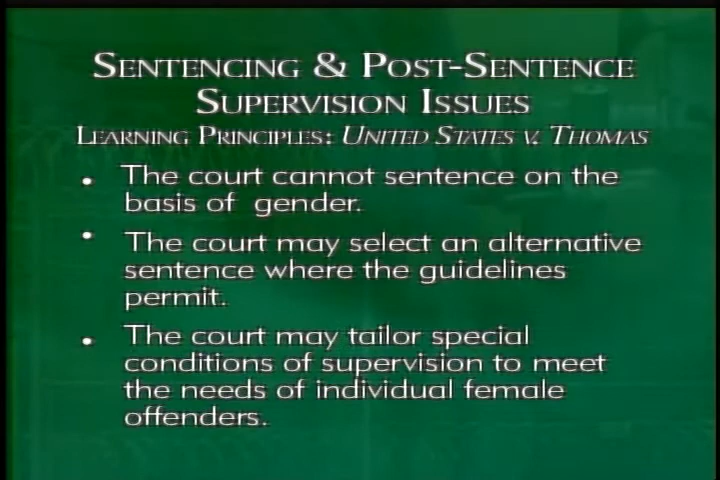 SENTENCING & POST-SENTENCE
SUPERVISION ISSUES
LEARNING PRINCIPLES: UNITED STATES V. THOMAS
• The court cannot sentence on the
basis of gender.
• The court may select an alternative
sentence where the guidelines
permit.
• The court may tailor special
conditions of supervision to meet
the needs of individual female
offenders.